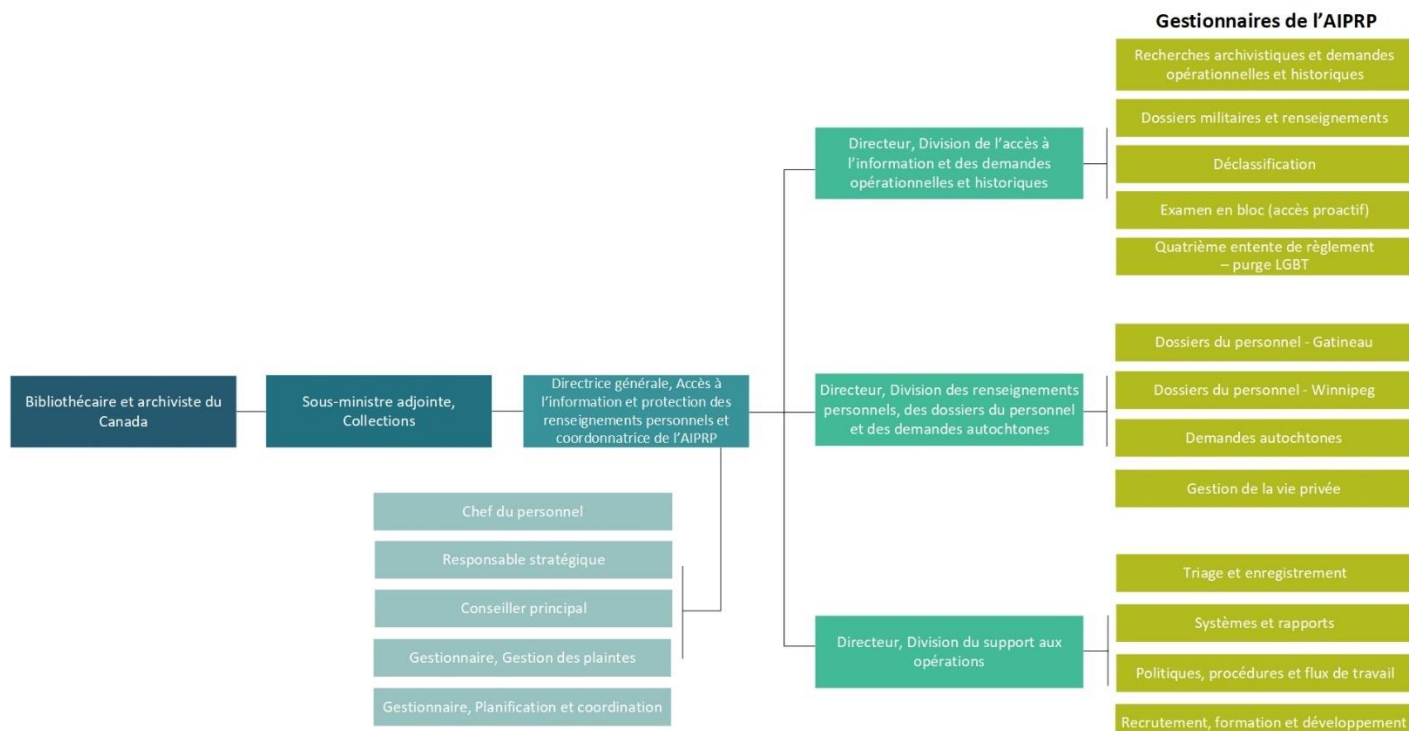 Gestionnaires de l’AIPRP
Recherches archivistiques et demandes
opérationnelles et historiques
Dossiers militaires et renseignements
Déclassification
Examen en bloc (accès proactif)
Quatrième entente de règlement
– purge LGBT
Directeur, Division de l’accès à
l’information et des demandes
opérationnelles et historiques
Dossiers du personnel - Gatineau
Dossiers du personnel - Winnipeg
Demandes autochtones
Gestion de la vie privée
Bibliothécaire et archiviste du
Canada
Sous-ministre adjointe,
Collections
Directrice générale, Accès à
l’information et protection des
renseignements personnels et
coordonnatrice de l’AIPRP
Directeur, Division des renseignements
personnels, des dossiers du personnel
et des demandes autochtones
Chef du personnel
Responsable stratégique
Conseiller principal
Gestionnaire, Gestion des plaintes
Gestionnaire, Planification et coordination
Directeur, Division du support aux
opérations
Triage et enregistrement
Systèmes et rapports
Politiques, procédures et flux de travail
Recrutement, formation et développement